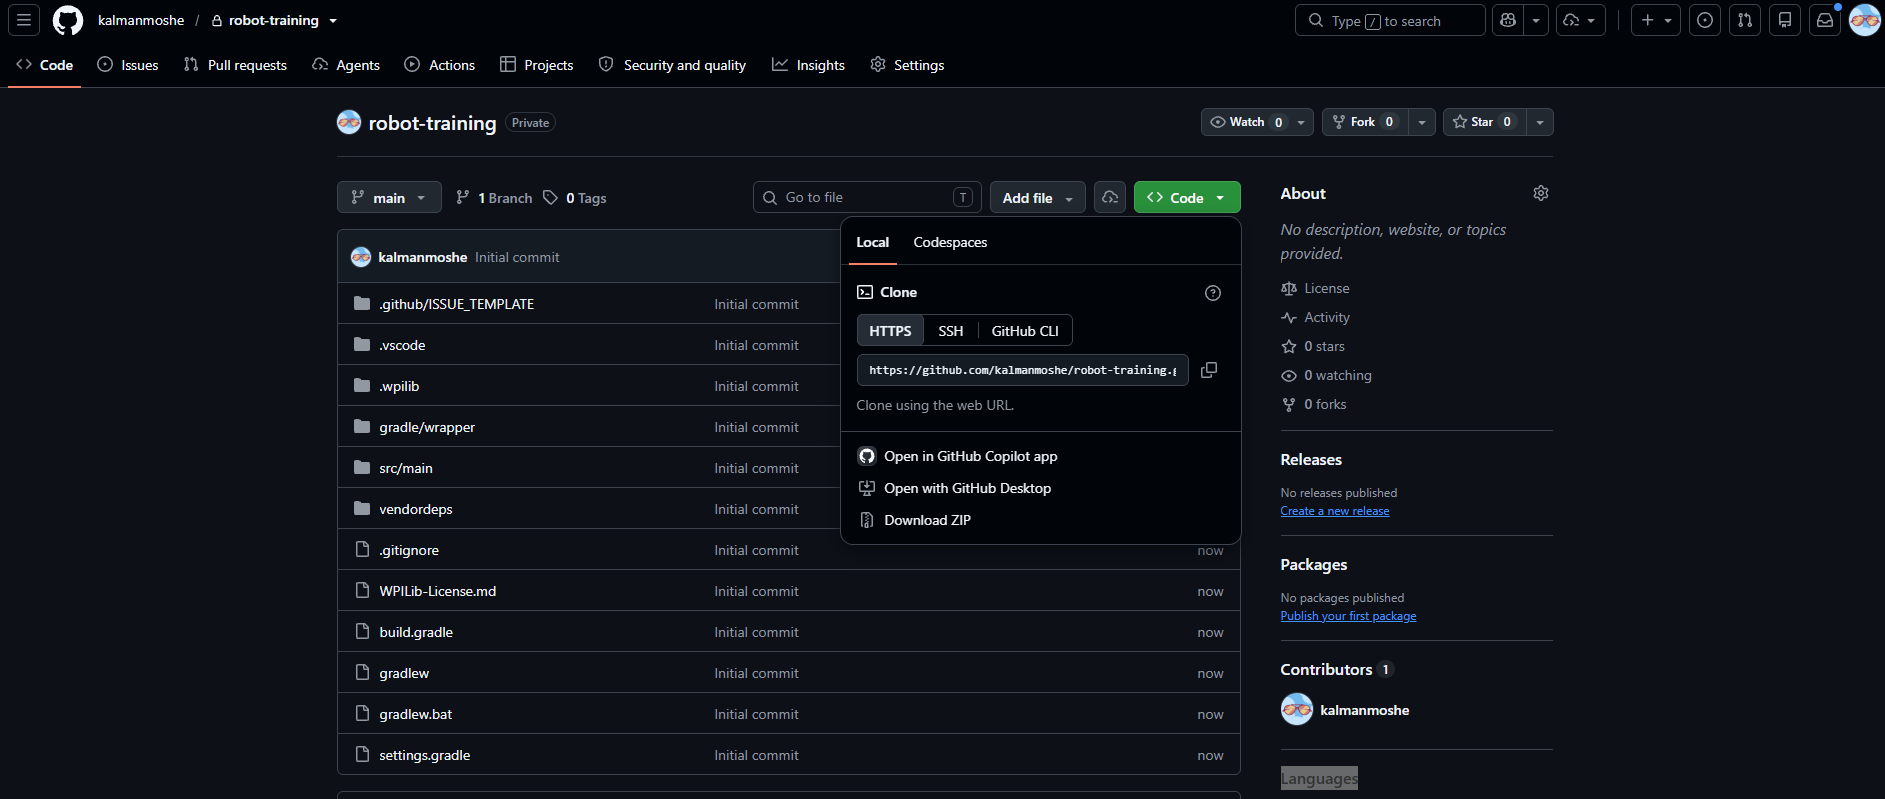 kalmanmoshe / robot-training
Type / to search
Code Issues Pull requests Agents Actions Projects Security and quality Insights Settings
robot-training Private
Watch 0 Fork 0 Star 0
main 1 Branch 0 Tags
Go to file T
Add file
Code
kalmanmoshe Initial commit
.github/ISSUE_TEMPLATE Initial commit
.vscode Initial commit
.wpilib Initial commit
gradle/wrapper Initial commit
src/main Initial commit
vendordeps Initial commit
.gitignore Initial commit now
WPILib-License.md Initial commit now
build.gradle Initial commit now
gradlew Initial commit now
gradlew.bat Initial commit now
settings.gradle Initial commit now
Local Codespaces
Clone
HTTPS SSH GitHub CLI
https://github.com/kalmanmoshe/robot-training.g
Clone using the web URL.
Open in GitHub Copilot app
Open with GitHub Desktop
Download ZIP
About
No description, website, or topics
provided.
License
Activity
0 stars
0 watching
0 forks
Releases
No releases published
Create a new release
Packages
No packages published
Publish your first package
Contributors 1
kalmanmoshe
Languages